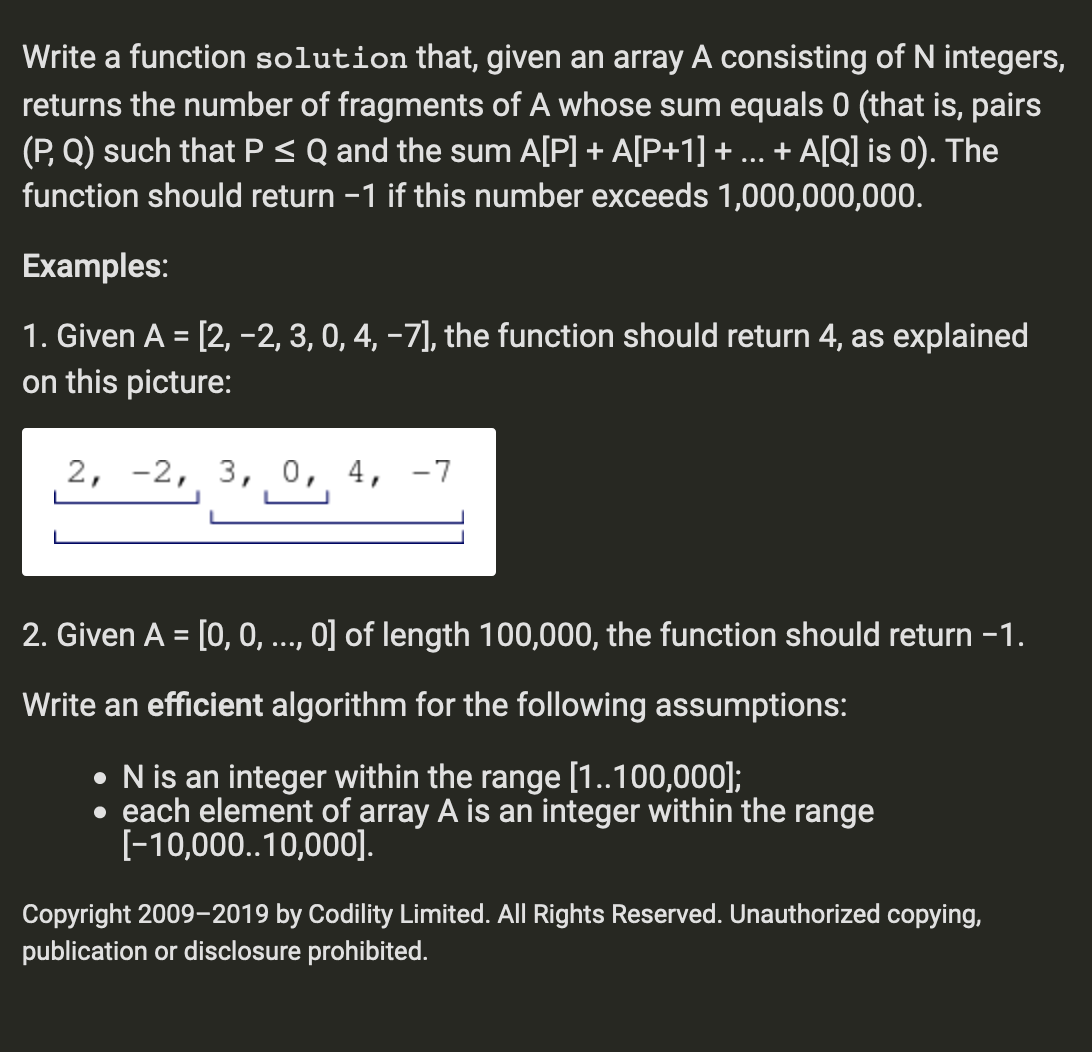 Write a function solution that, given an array A consisting of N integers,
returns the number of fragments of A whose sum equals 0 (that is, pairs
(P, Q) such that P ≤ Q and the sum A[P] + A[P+1] + ... + A[Q] is 0). The
function should return −1 if this number exceeds 1,000,000,000.
Examples:
1. Given A = [2, −2, 3, 0, 4, −7], the function should return 4, as explained
on this picture:
2, −2, 3, 0, 4, −7
2. Given A = [0, 0, ..., 0] of length 100,000, the function should return −1.
Write an efficient algorithm for the following assumptions:
• N is an integer within the range [1..100,000];
• each element of array A is an integer within the range
[−10,000..10,000].
Copyright 2009–2019 by Codility Limited. All Rights Reserved. Unauthorized copying,
publication or disclosure prohibited.